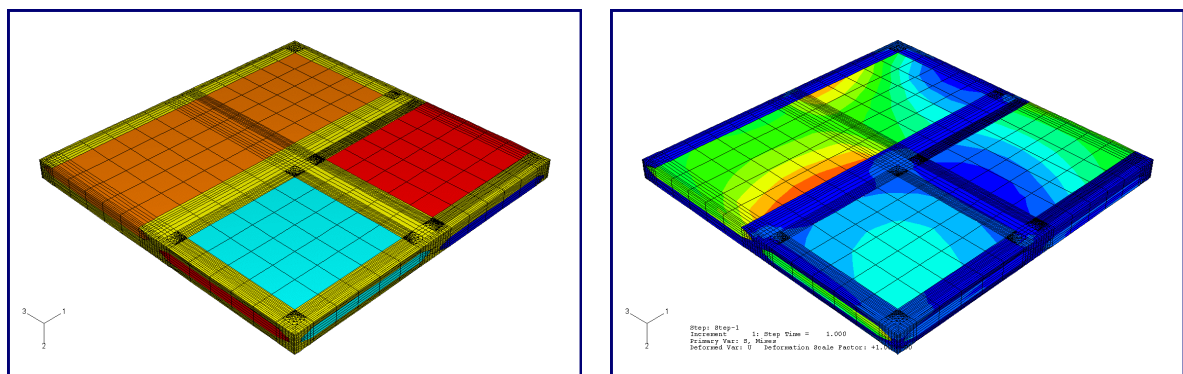 3 1
2
3 1
2
Step: Step-1
Increment 1: Step Time = 1.000
Primary Var: S, Mises
Deformed Var: U Deformation Scale Factor: